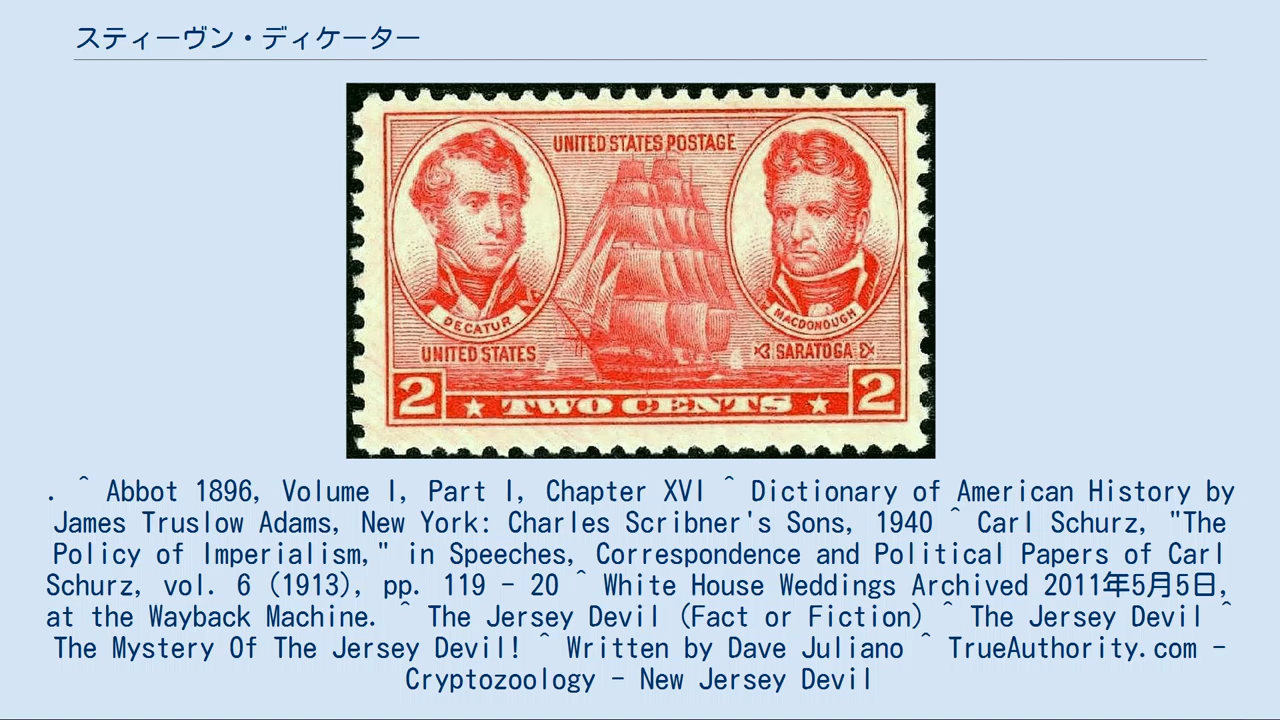 スティーヴン・ディケーター
UNITED STATES POSTAGE
DECATUR
MACDONOUGH
UNITED STATES
SARATOGA
2 TWO CENTS 2
. ^ Abbot 1896, Volume I, Part I, Chapter XVI ^ Dictionary of American History by
James Truslow Adams, New York: Charles Scribner's Sons, 1940 ^ Carl Schurz, "The
Policy of Imperialism," in Speeches, Correspondence and Political Papers of Carl
Schurz, vol. 6 (1913), pp. 119 - 20 ^ White House Weddings Archived 2011年5月5日,
at the Wayback Machine. ^ The Jersey Devil (Fact or Fiction) ^ The Jersey Devil ^
The Mystery Of The Jersey Devil! ^ Written by Dave Juliano ^ TrueAuthority.com -
Cryptozoology - New Jersey Devil